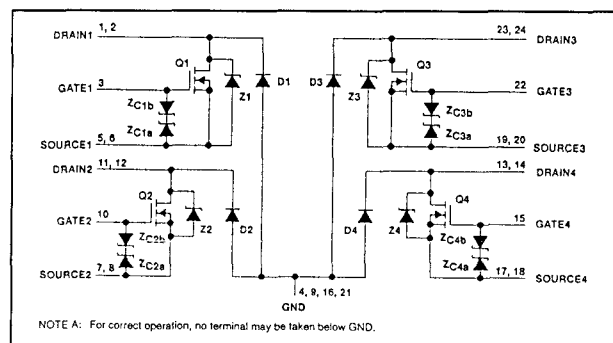 1, 2
DRAIN1
Q1
3
GATE1
Z1
D1
ZC1b
ZC1a
5, 6
SOURCE1
11, 12
DRAIN2
Q2
10
GATE2
Z2
D2
ZC2b
ZC2a
7, 8
SOURCE2
23, 24
DRAIN3
Q3
D3
Z3
22
GATE3
ZC3b
ZC3a
19, 20
SOURCE3
13, 14
DRAIN4
Q4
D4
Z4
15
GATE4
ZC4b
ZC4a
17, 18
SOURCE4
4, 9, 16, 21
GND
NOTE A: For correct operation, no terminal may be taken below GND.